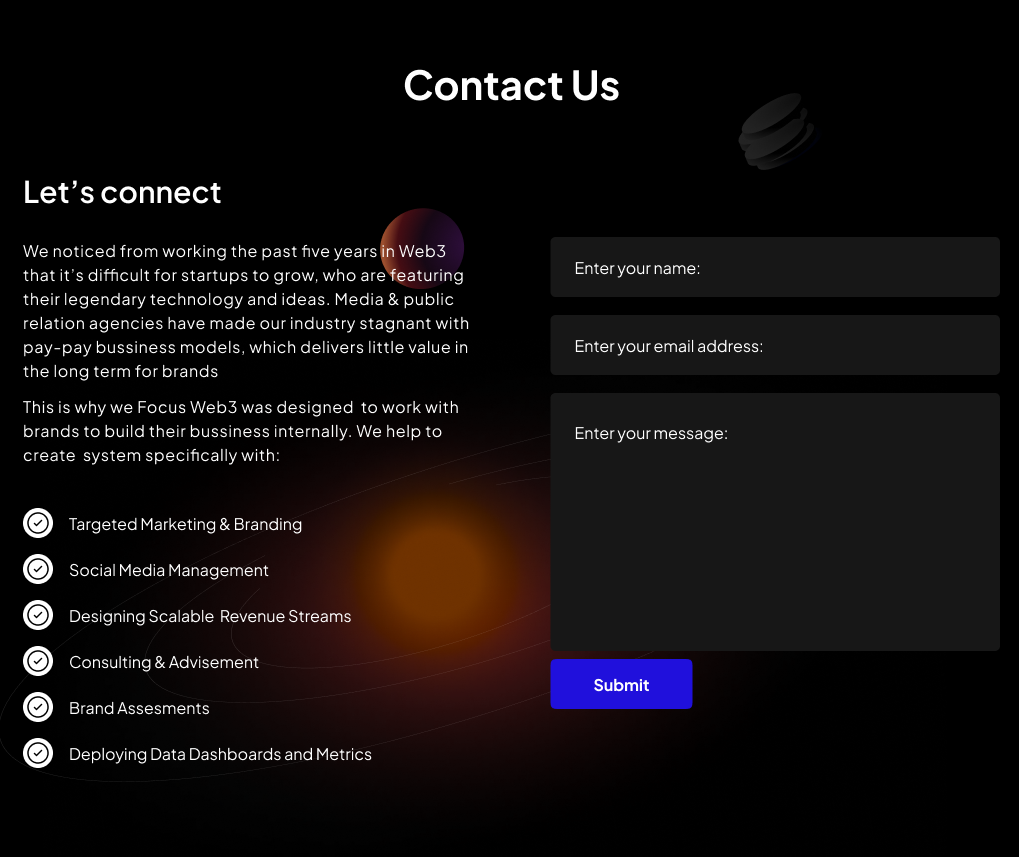 Contact Us
Let’s connect
We noticed from working the past five years in Web3
that it’s difficult for startups to grow, who are featuring
their legendary technology and ideas. Media & public
relation agencies have made our industry stagnant with
pay-pay bussiness models, which delivers little value in
the long term for brands
This is why we Focus Web3 was designed  to work with
brands to build their bussiness internally. We help to
create  system specifically with:
Targeted Marketing & Branding
Social Media Management
Designing Scalable  Revenue Streams
Consulting & Advisement
Brand Assesments
Deploying Data Dashboards and Metrics
Enter your name:
Enter your email address:
Enter your message:
Submit